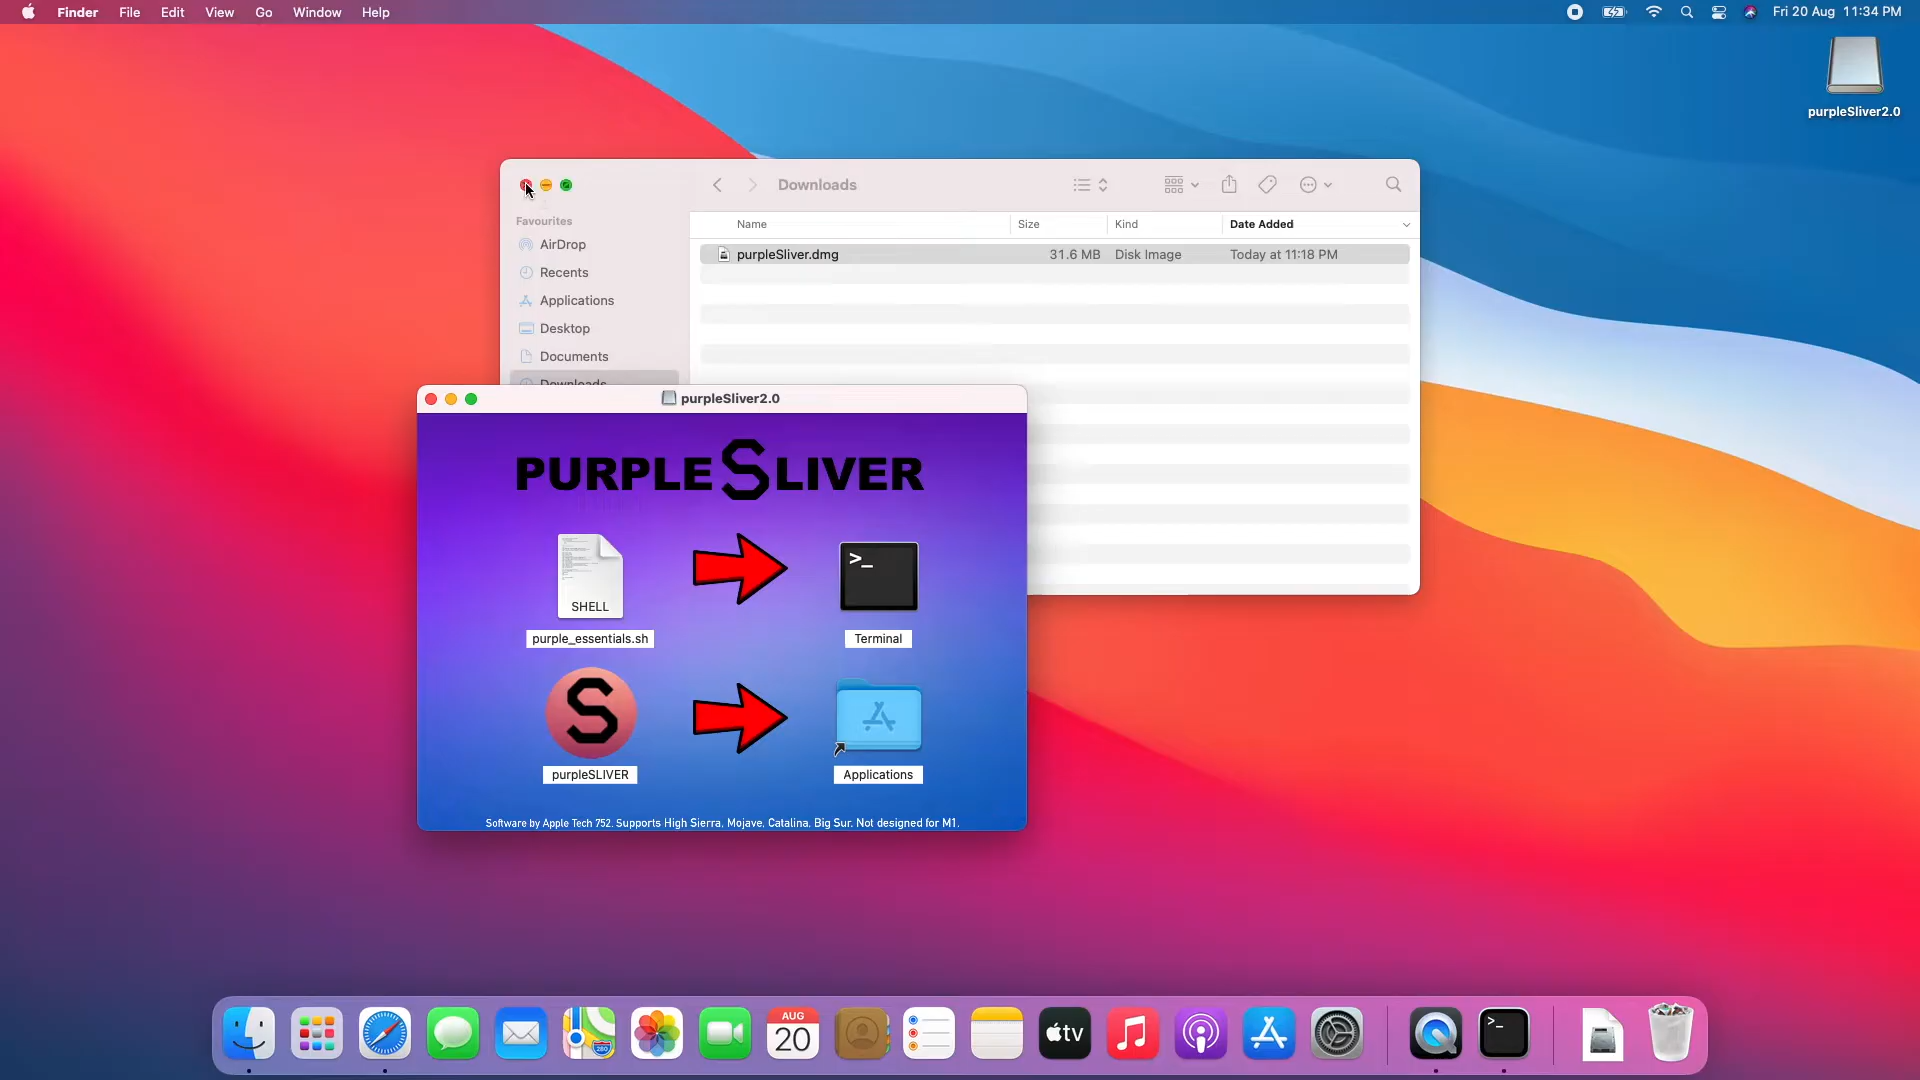 Finder File Edit View Go Window Help
Fri 20 Aug 11:34 PM
purpleSliver2.0
Downloads
Favourites
AirDrop
Recents
Applications
Desktop
Documents
Downloads
Name Size Kind Date Added
purpleSliver.dmg 31.6 MB Disk Image Today at 11:18 PM
purpleSliver2.0
PURPLE SLIVER
SHELL
>_
purple_essentials.sh
Terminal
S
purpleSLIVER
Applications
Software by Apple Tech 752. Supports High Sierra, Mojave, Catalina, Big Sur. Not designed for M1.
AUG
20
tv
>_